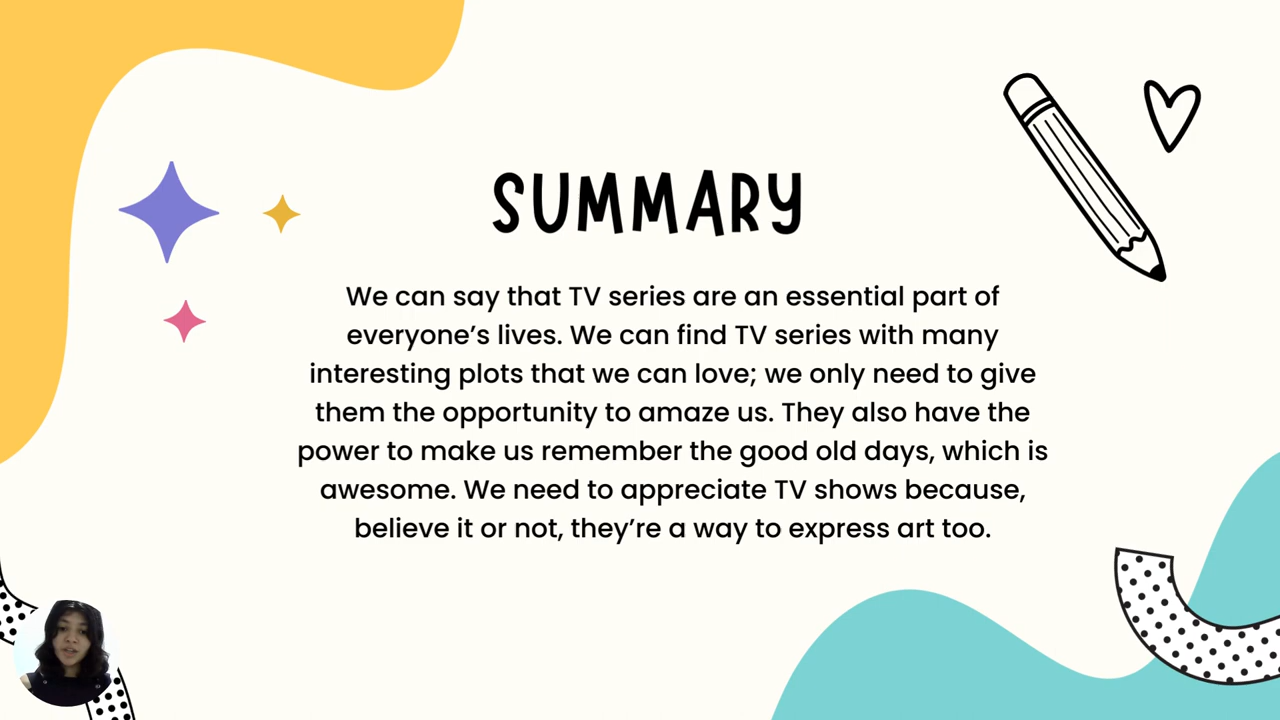 SUMMARY
We can say that TV series are an essential part of
everyone's lives. We can find TV series with many
interesting plots that we can love; we only need to give
them the opportunity to amaze us. They also have the
power to make us remember the good old days, which is
awesome. We need to appreciate TV shows because,
believe it or not, they're a way to express art too.